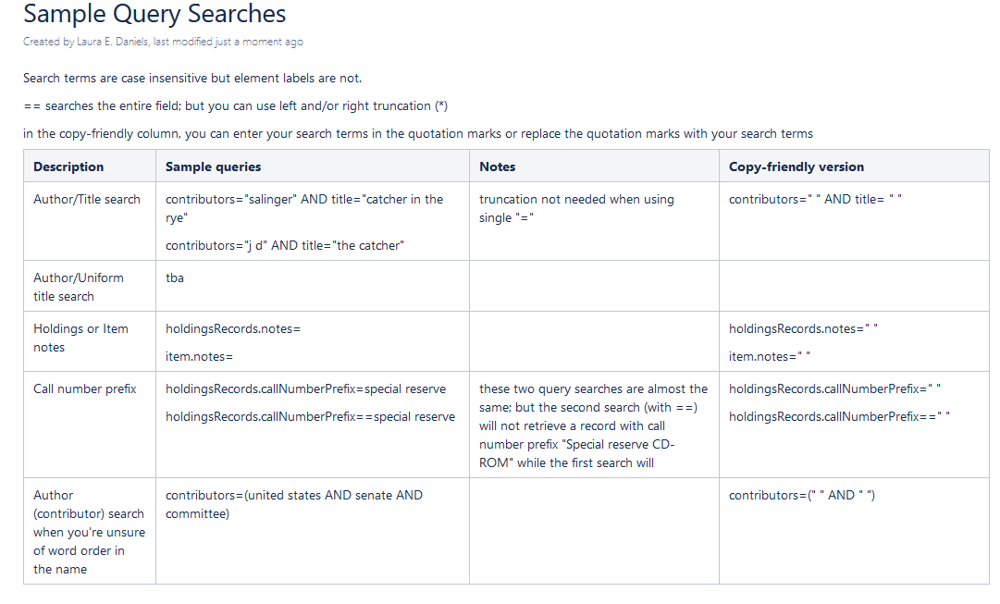 Sample Query Searches
Created by Laura E. Daniels, last modified just a moment ago
Search terms are case insensitive but element labels are not.
== searches the entire field; but you can use left and/or right truncation (*)
in the copy-friendly column, you can enter your search terms in the quotation marks or replace the quotation marks with your search terms
Description
Sample queries
Notes
Copy-friendly version
Author/Title search
contributors="salinger" AND title="catcher in the
rye"
contributors="j d" AND title="the catcher"
truncation not needed when using
single "="
contributors=" " AND title= " "
Author/Uniform
title search
tba
Holdings or Item
notes
holdingsRecords.notes=
item.notes=
holdingsRecords.notes=" "
item.notes=" "
Call number prefix
holdingsRecords.callNumberPrefix=special reserve
holdingsRecords.callNumberPrefix==special reserve
these two query searches are almost the
same; but the second search (with ==)
will not retrieve a record with call
number prefix "Special reserve CD-
ROM" while the first search will
holdingsRecords.callNumberPrefix=" "
holdingsRecords.callNumberPrefix==" "
Author
(contributor) search
when you're unsure
of word order in
the name
contributors=(united states AND senate AND
committee)
contributors=(" " AND " ")